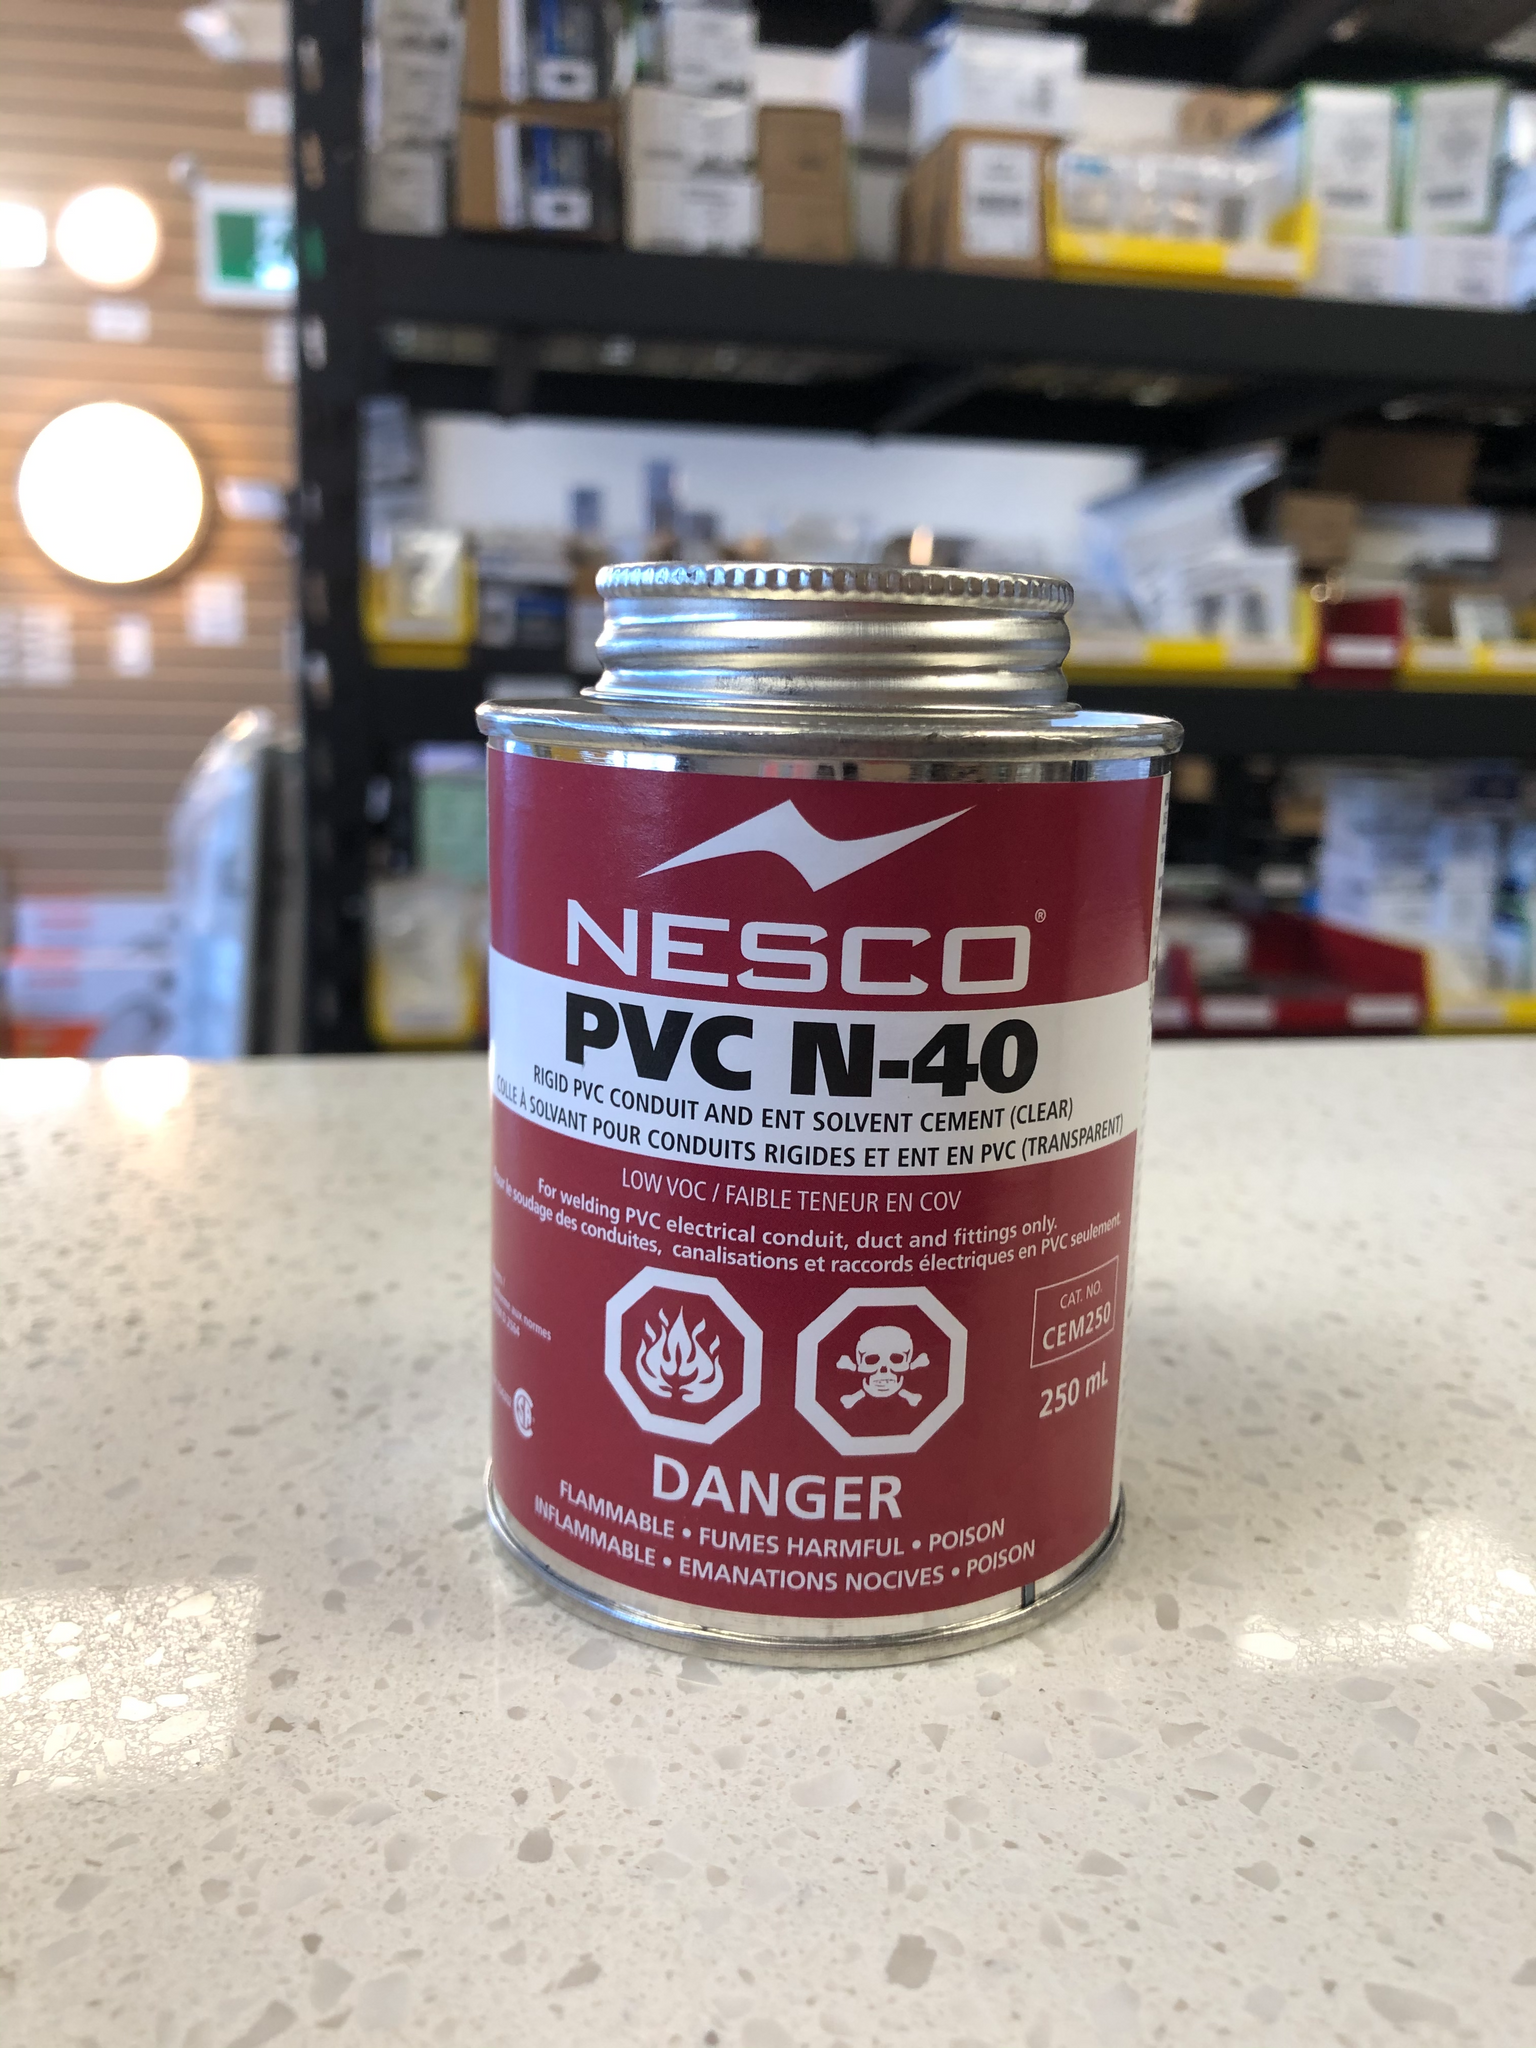 NESCO®
PVC N-40
RIGID PVC CONDUIT AND ENT SOLVENT CEMENT (CLEAR)
COLLE À SOLVANT POUR CONDUITS RIGIDES ET ENT EN PVC (TRANSPARENT)
LOW VOC / FAIBLE TENEUR EN COV
For welding PVC electrical conduit, duct and fittings only.
Pour le soudage des conduites, canalisations et raccords électriques en PVC seulement.
aux normes
CAT. NO.
CEM250
250 mL
DANGER
FLAMMABLE • FUMES HARMFUL • POISON
INFLAMMABLE • EMANATIONS NOCIVES • POISON